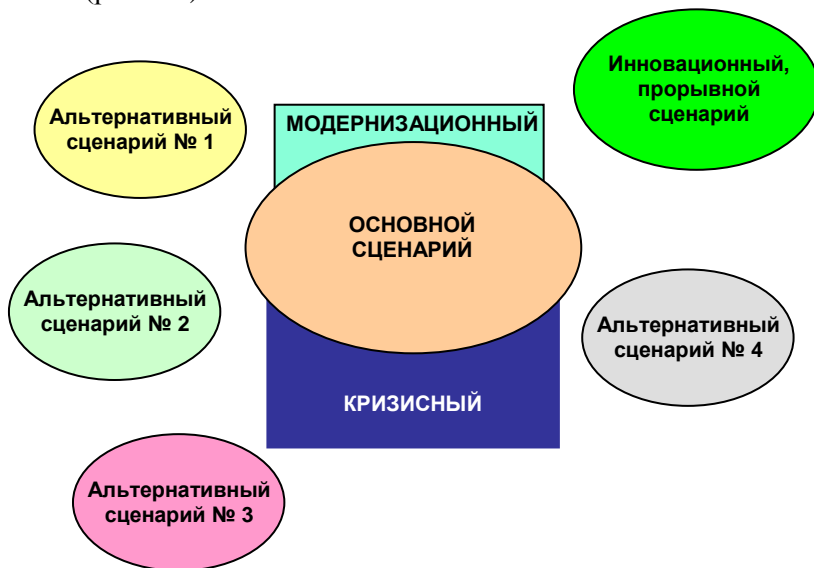 Инновационный,
прорывной
сценарий
Альтернативный
сценарий № 1
МОДЕРНИЗАЦИОННЫЙ
ОСНОВНОЙ
СЦЕНАРИЙ
Альтернативный
сценарий № 2
Альтернативный
сценарий № 4
КРИЗИСНЫЙ
Альтернативный
сценарий № 3